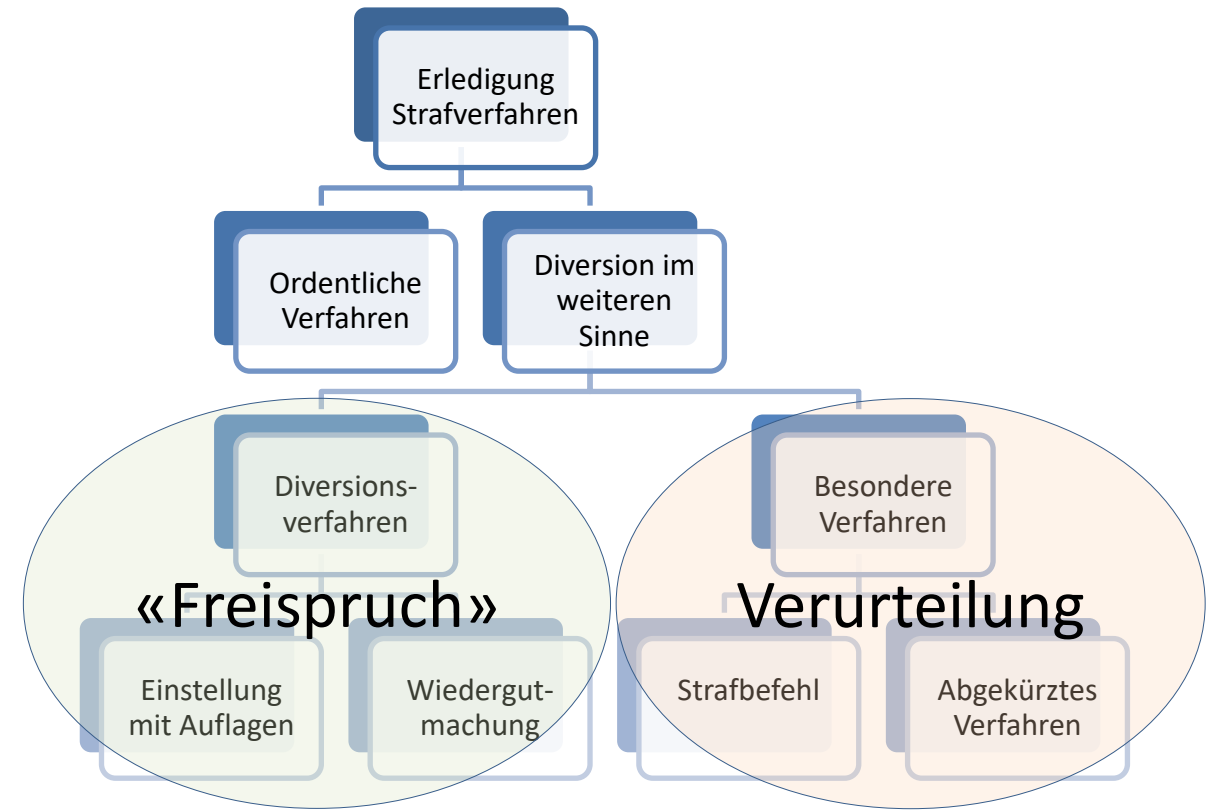 Erledigung
Strafverfahren
Ordentliche
Verfahren
Diversion im
weiteren
Sinne
Diversions-
verfahren
Besondere
Verfahren
«Freispruch»
Verurteilung
Einstellung
mit Auflagen
Wiedergut-
machung
Strafbefehl
Abgekürztes
Verfahren